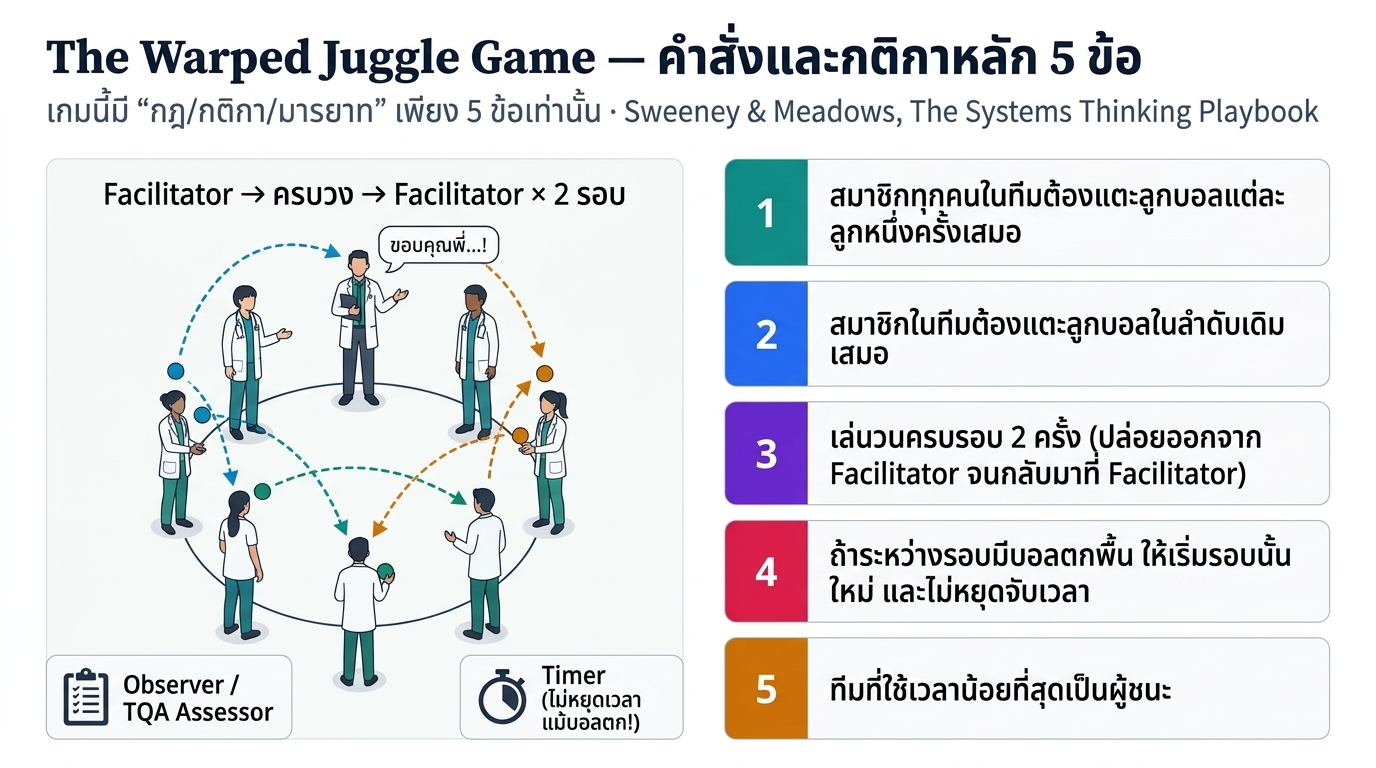 The Warped Juggle Game — คำสั่งและกติกาหลัก 5 ข้อ
เกมนี้มี “กฎ/กติกา/มารยาท” เพียง 5 ข้อเท่านั้น · Sweeney & Meadows, The Systems Thinking Playbook
Facilitator → ครบวง → Facilitator × 2 รอบ
ขอบคุณพี่...!
Observer /
TQA Assessor
Timer
(ไม่หยุดเวลา
แม้บอลตก!)
1
สมาชิกทุกคนในทีมต้องแตะลูกบอลแต่ละ
ลูกหนึ่งครั้งเสมอ
2
สมาชิกในทีมต้องแตะลูกบอลในลำดับเดิม
เสมอ
3
เล่นวนครบรอบ 2 ครั้ง (ปล่อยออกจาก
Facilitator จนกลับมาที่ Facilitator)
4
ถ้าระหว่างรอบมีบอลตกพื้น ให้เริ่มรอบนั้น
ใหม่ และไม่หยุดจับเวลา
5
ทีมที่ใช้เวลาน้อยที่สุดเป็นผู้ชนะ